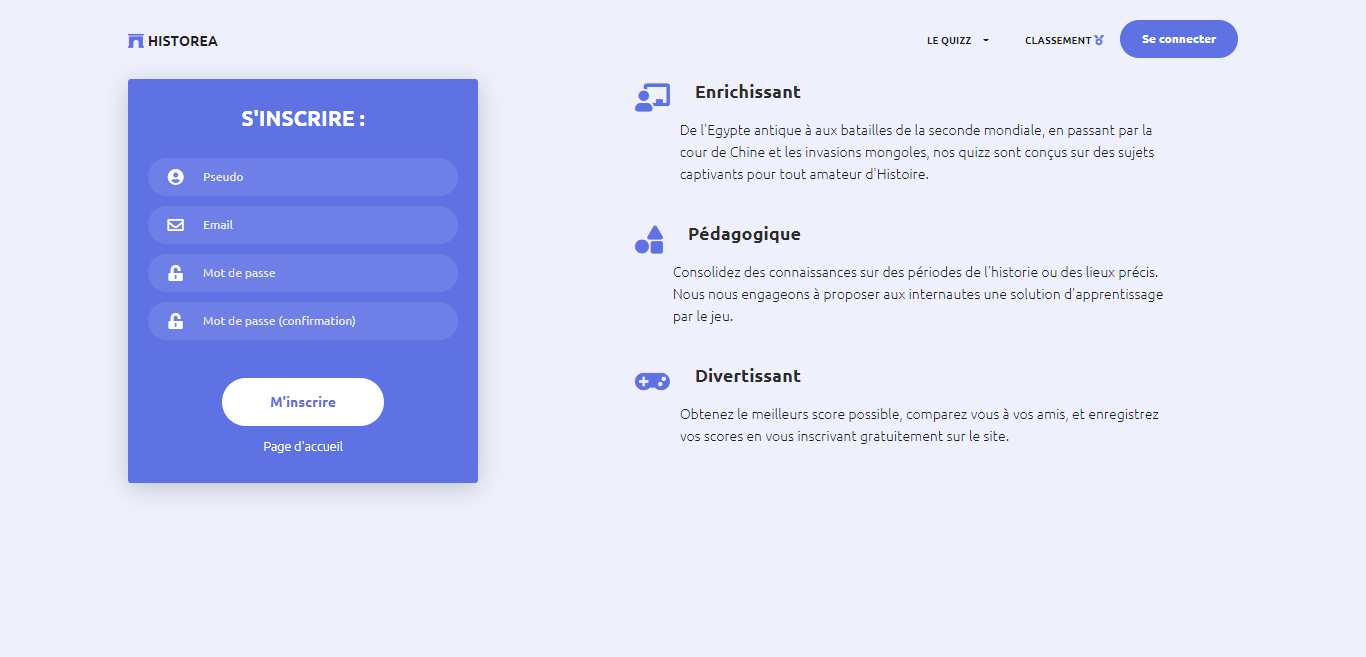 HISTOREA
LE QUIZZ
CLASSEMENT
Se connecter
S'INSCRIRE :
Pseudo
Email
Mot de passe
Mot de passe (confirmation)
M'inscrire
Page d'accueil
Enrichissant
De l'Egypte antique à aux batailles de la seconde mondiale, en passant par la
cour de Chine et les invasions mongoles, nos quizz sont conçus sur des sujets
captivants pour tout amateur d'Histoire.
Pédagogique
Consolidez des connaissances sur des périodes de l'historie ou des lieux précis.
Nous nous engageons à proposer aux internautes une solution d'apprentissage
par le jeu.
Divertissant
Obtenez le meilleurs score possible, comparez vous à vos amis, et enregistrez
vos scores en vous inscrivant gratuitement sur le site.